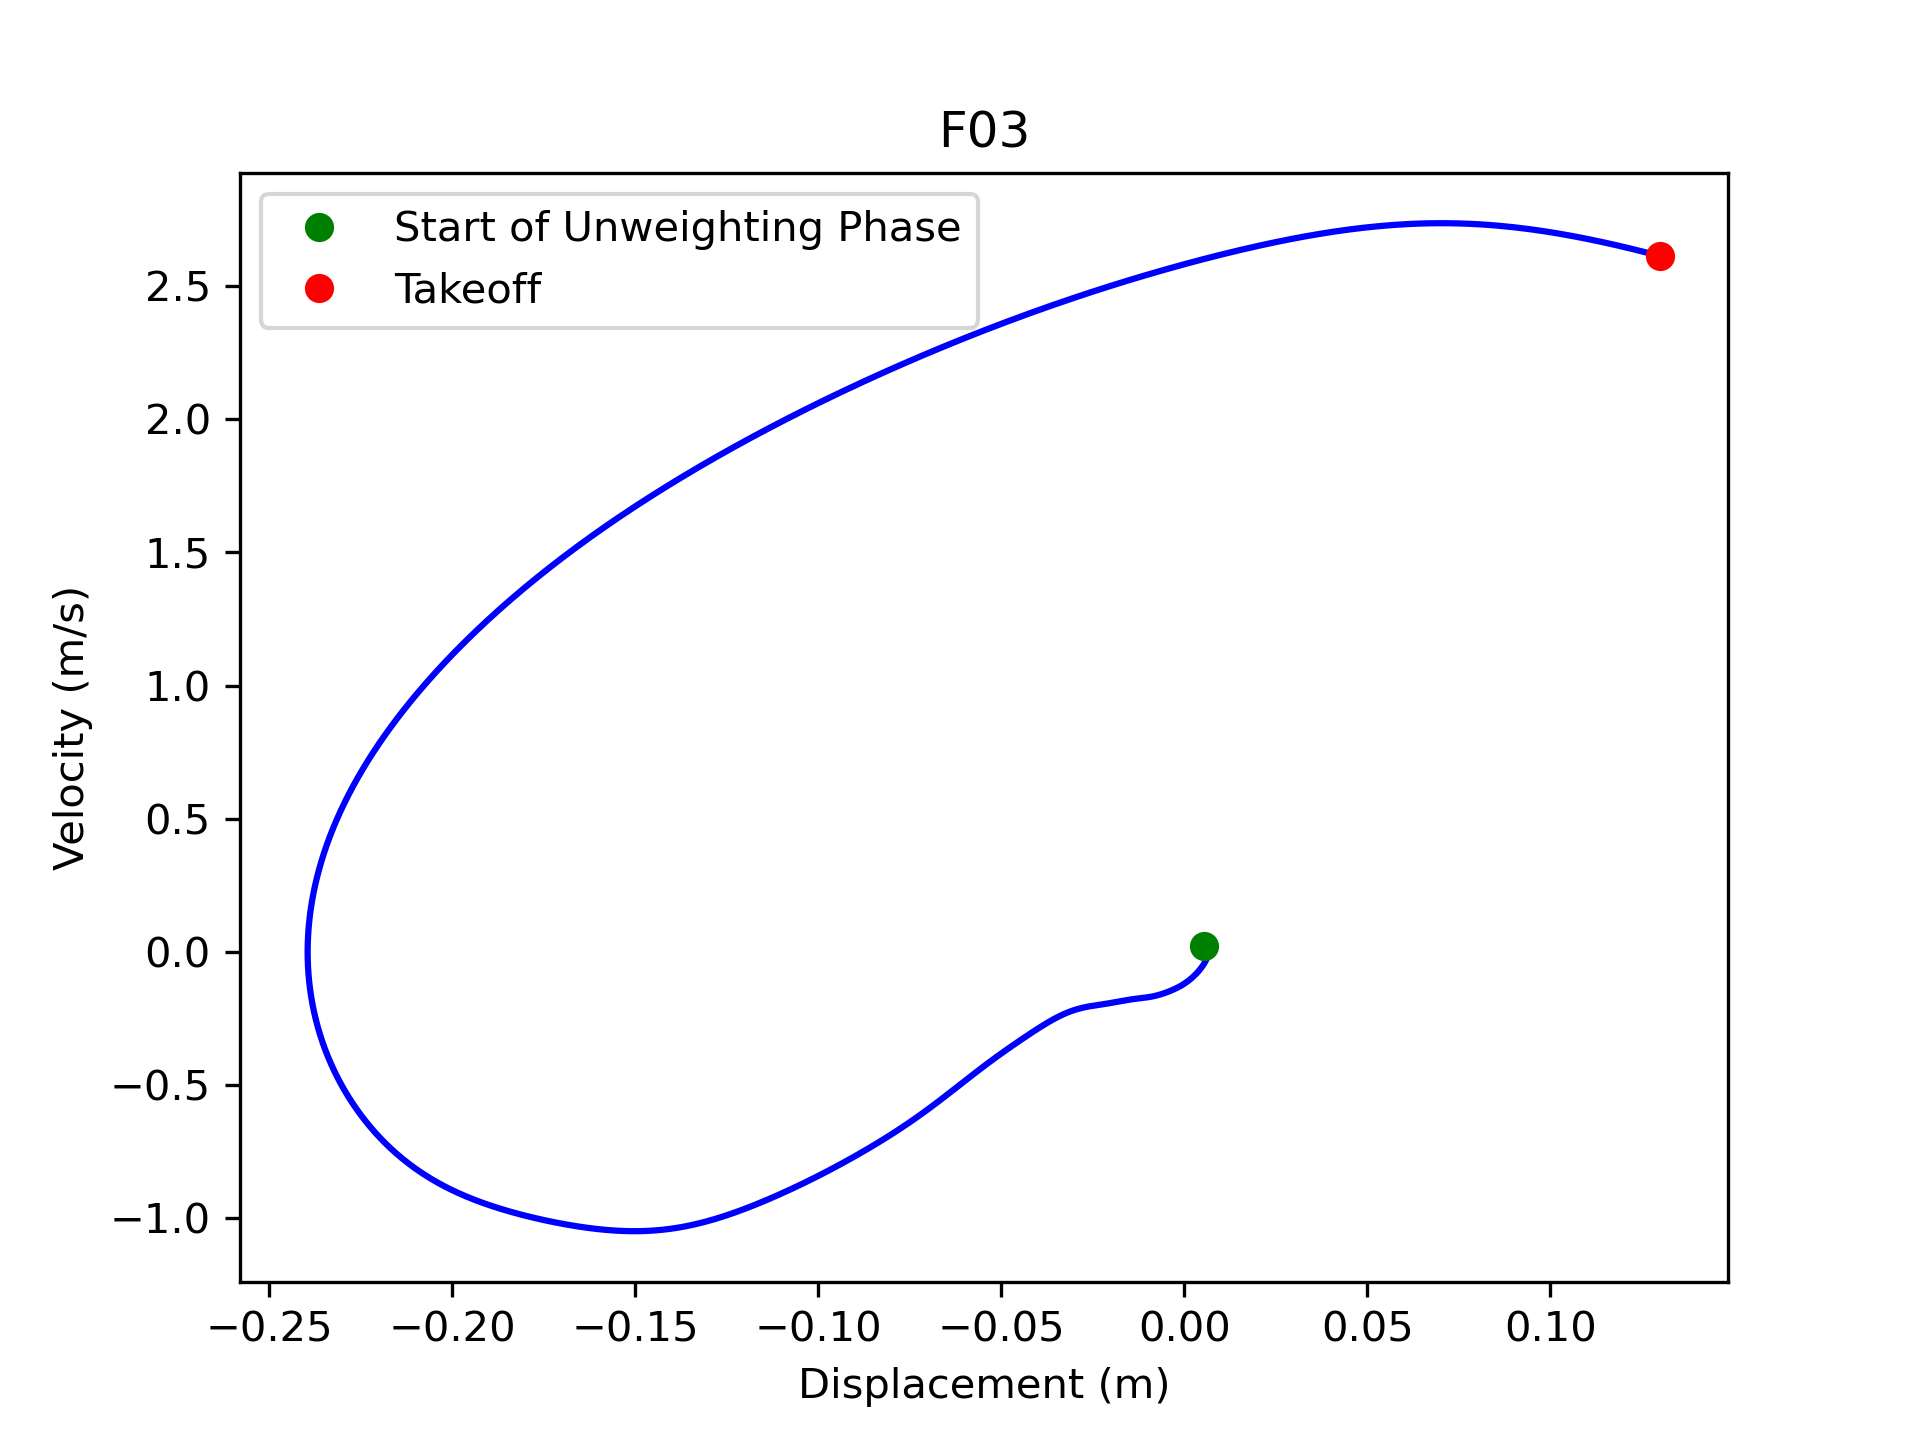 F03
Start of Unweighting Phase
Takeoff
2.5
2.0
1.5
1.0
0.5
0.0
−0.5
−1.0
Velocity (m/s)
−0.25 −0.20 −0.15 −0.10 −0.05 0.00 0.05 0.10
Displacement (m)